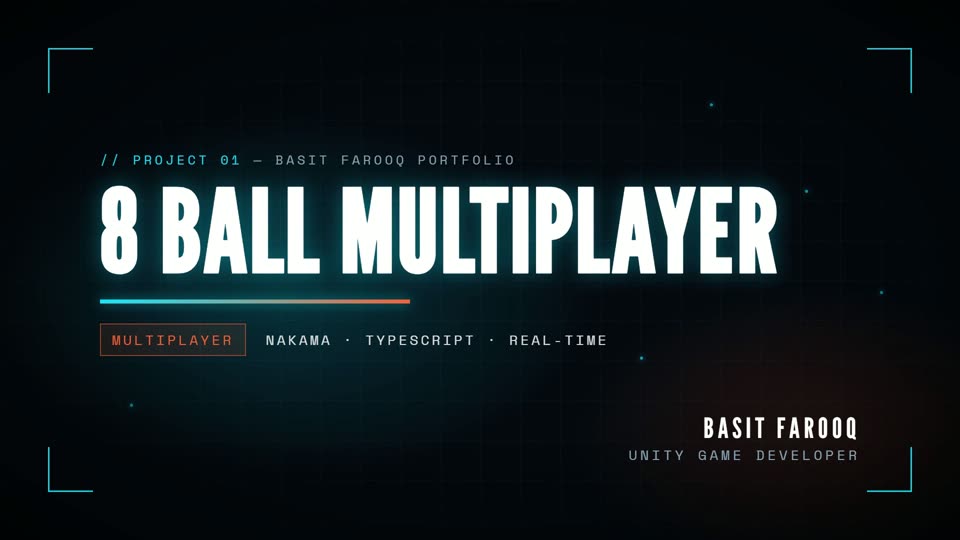 // PROJECT 01 — BASIT FAROOQ PORTFOLIO
8 BALL MULTIPLAYER
MULTIPLAYER NAKAMA · TYPESCRIPT · REAL-TIME
BASIT FAROOQ
UNITY GAME DEVELOPER